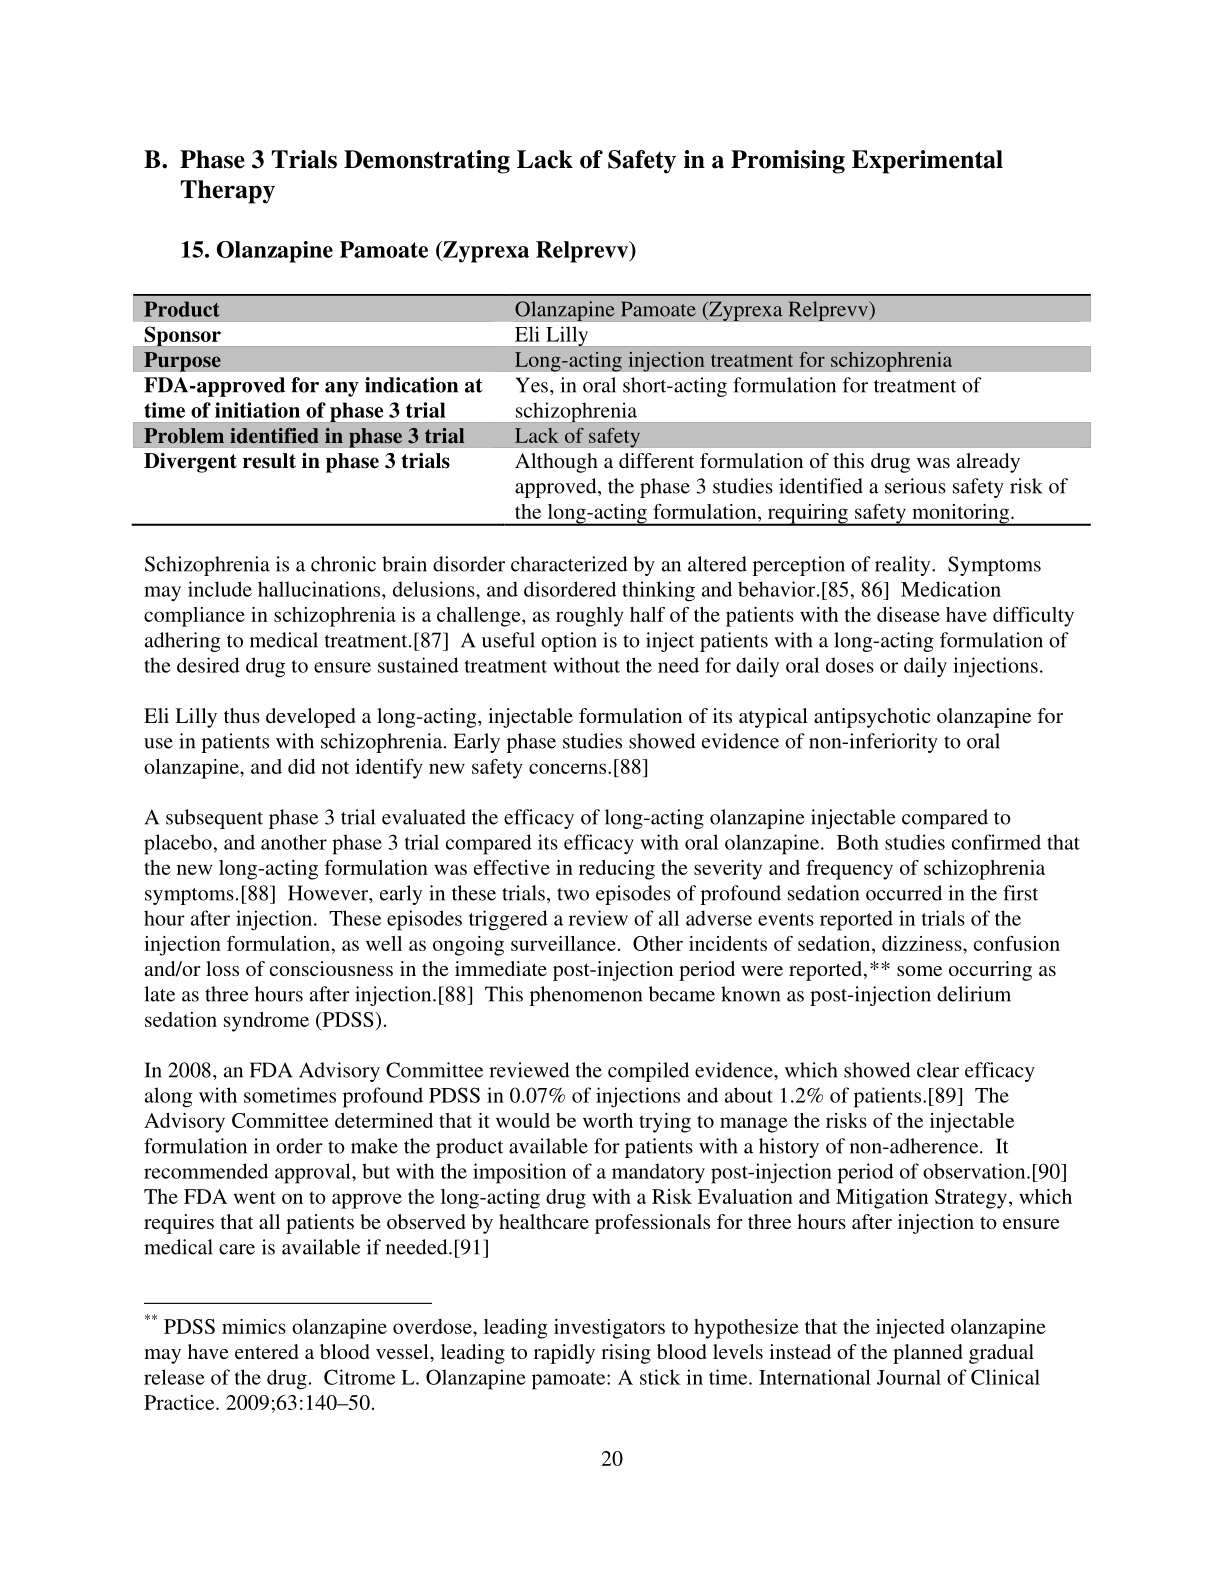 B. Phase 3 Trials Demonstrating Lack of Safety in a Promising Experimental
Therapy
15. Olanzapine Pamoate (Zyprexa Relprevv)
Product Olanzapine Pamoate (Zyprexa Relprevv)
Sponsor Eli Lilly
Purpose Long-acting injection treatment for schizophrenia
FDA-approved for any indication at Yes, in oral short-acting formulation for treatment of
time of initiation of phase 3 trial schizophrenia
Problem identified in phase 3 trial Lack of safety
Divergent result in phase 3 trials Although a different formulation of this drug was already
approved, the phase 3 studies identified a serious safety risk of
the long-acting formulation, requiring safety monitoring.
Schizophrenia is a chronic brain disorder characterized by an altered perception of reality. Symptoms
may include hallucinations, delusions, and disordered thinking and behavior.[85, 86] Medication
compliance in schizophrenia is a challenge, as roughly half of the patients with the disease have difficulty
adhering to medical treatment.[87] A useful option is to inject patients with a long-acting formulation of
the desired drug to ensure sustained treatment without the need for daily oral doses or daily injections.
Eli Lilly thus developed a long-acting, injectable formulation of its atypical antipsychotic olanzapine for
use in patients with schizophrenia. Early phase studies showed evidence of non-inferiority to oral
olanzapine, and did not identify new safety concerns.[88]
A subsequent phase 3 trial evaluated the efficacy of long-acting olanzapine injectable compared to
placebo, and another phase 3 trial compared its efficacy with oral olanzapine. Both studies confirmed that
the new long-acting formulation was effective in reducing the severity and frequency of schizophrenia
symptoms.[88] However, early in these trials, two episodes of profound sedation occurred in the first
hour after injection. These episodes triggered a review of all adverse events reported in trials of the
injection formulation, as well as ongoing surveillance. Other incidents of sedation, dizziness, confusion
and/or loss of consciousness in the immediate post-injection period were reported,** some occurring as
late as three hours after injection.[88] This phenomenon became known as post-injection delirium
sedation syndrome (PDSS).
In 2008, an FDA Advisory Committee reviewed the compiled evidence, which showed clear efficacy
along with sometimes profound PDSS in 0.07% of injections and about 1.2% of patients.[89] The
Advisory Committee determined that it would be worth trying to manage the risks of the injectable
formulation in order to make the product available for patients with a history of non-adherence. It
recommended approval, but with the imposition of a mandatory post-injection period of observation.[90]
The FDA went on to approve the long-acting drug with a Risk Evaluation and Mitigation Strategy, which
requires that all patients be observed by healthcare professionals for three hours after injection to ensure
medical care is available if needed.[91]
** PDSS mimics olanzapine overdose, leading investigators to hypothesize that the injected olanzapine
may have entered a blood vessel, leading to rapidly rising blood levels instead of the planned gradual
release of the drug. Citrome L. Olanzapine pamoate: A stick in time. International Journal of Clinical
Practice. 2009;63:140–50.
20